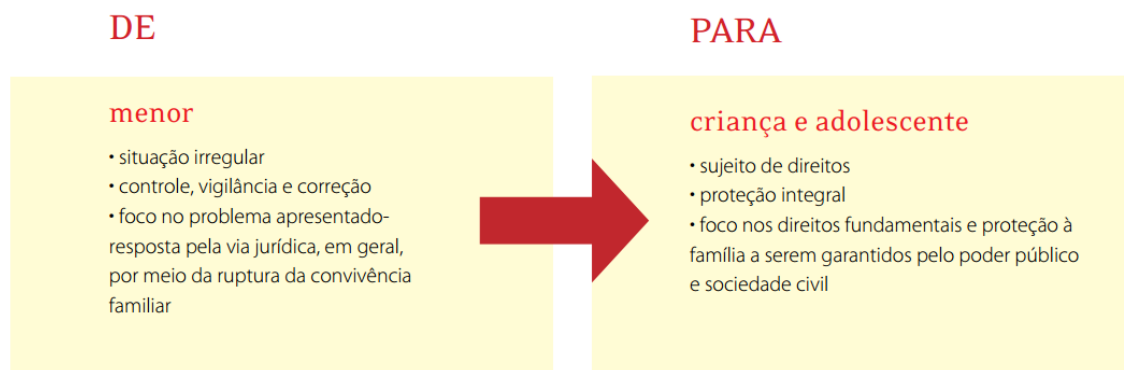 DE
menor
• situação irregular
• controle, vigilância e correção
• foco no problema apresentado-
resposta pela via jurídica, em geral,
por meio da ruptura da convivência
familiar
PARA
criança e adolescente
• sujeito de direitos
• proteção integral
• foco nos direitos fundamentais e proteção à
família a serem garantidos pelo poder público
e sociedade civil